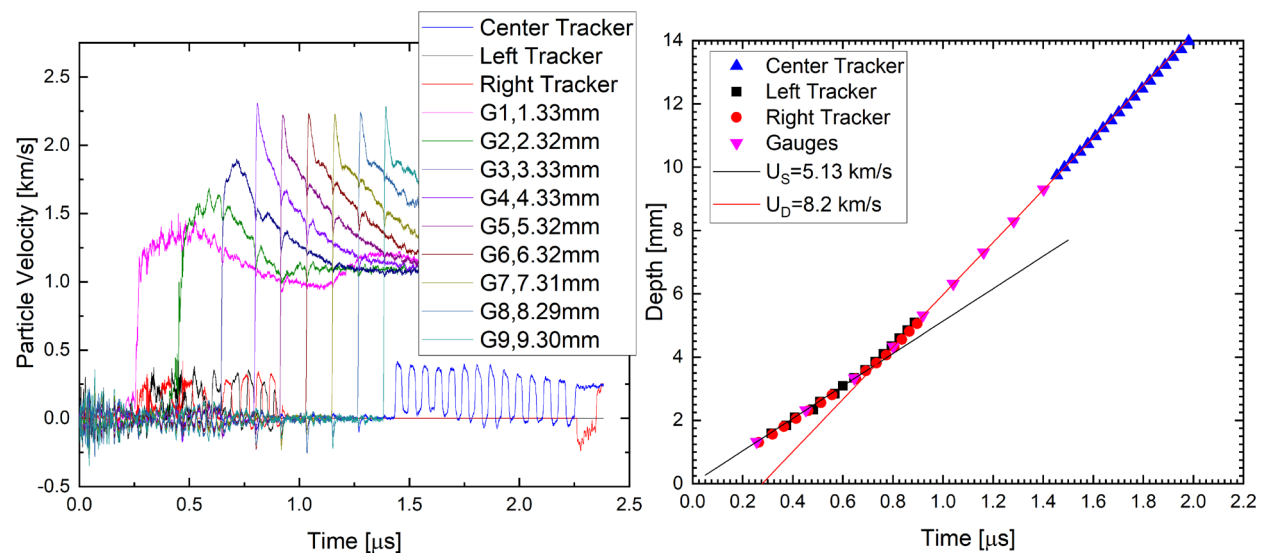 Center Tracker
Left Tracker
Right Tracker
G1,1.33mm
G2,2.32mm
G3,3.33mm
G4,4.33mm
G5,5.32mm
G6,6.32mm
G7,7.31mm
G8,8.29mm
G9,9.30mm
2.5
2.0
1.5
1.0
0.5
0.0
-0.5
Particle Velocity [km/s]
0.0 0.5 1.0 1.5 2.0 2.5
Time [μs]
Center Tracker
Left Tracker
Right Tracker
Gauges
U_S=5.13 km/s
U_D=8.2 km/s
14
12
10
8
6
4
2
0
Depth [mm]
0.0 0.2 0.4 0.6 0.8 1.0 1.2 1.4 1.6 1.8 2.0 2.2
Time [μs]